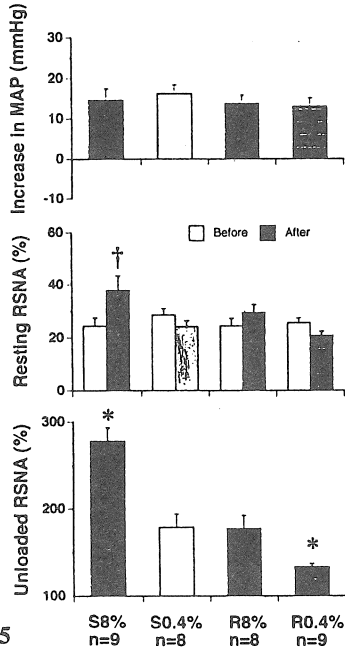 Increase in MAP (mmHg)
30
20
10
0
-10
Resting RSNA (%)
60
40
20
0
Before
After
†
Unloaded RSNA (%)
300
200
100
*
*
S8%
n=9
S0.4%
n=8
R8%
n=8
R0.4%
n=9
5